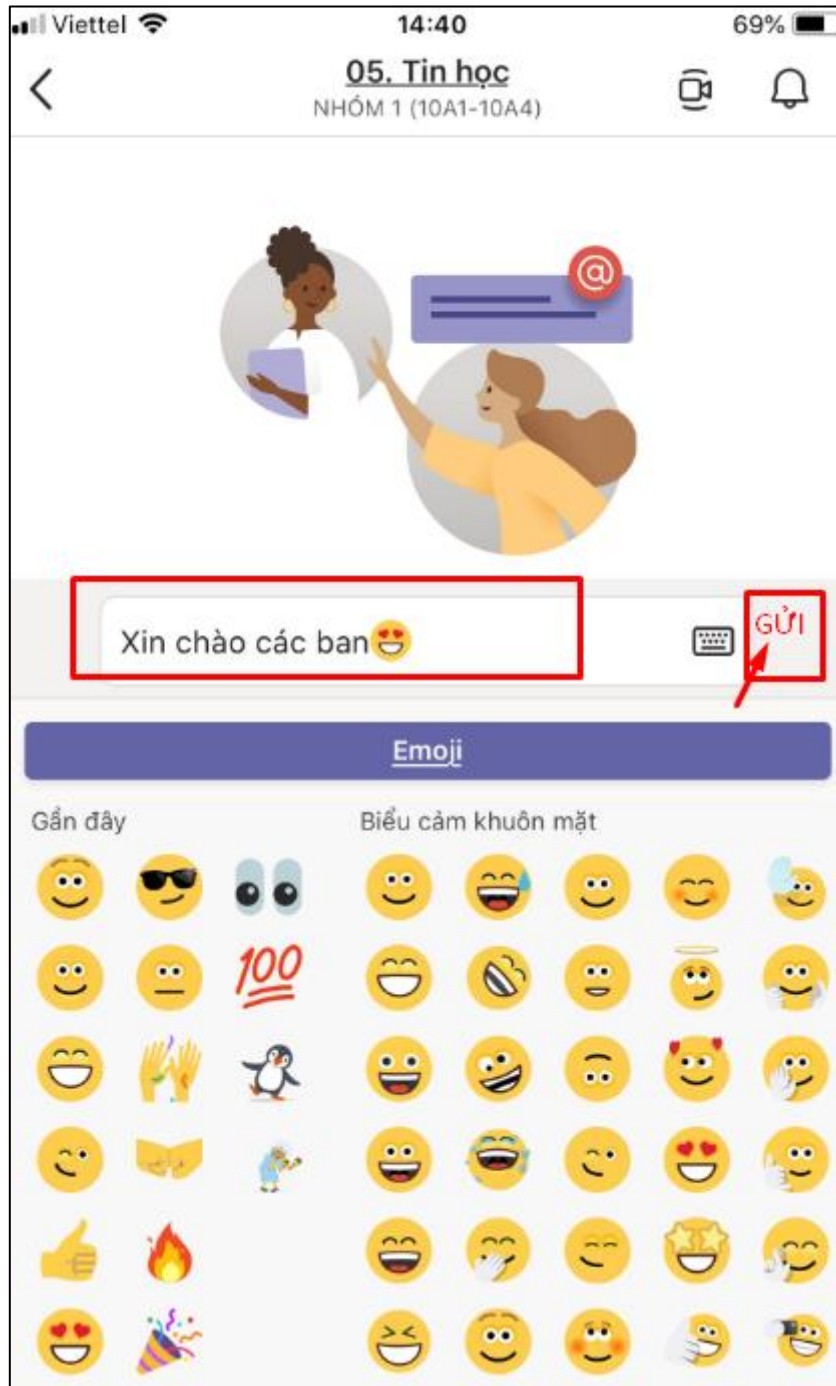 Viettel 14:40 69%
05. Tin học
NHÓM 1 (10A1-10A4)
@
Xin chào các ban😍
GỬI
Emoji
Gần đây Biểu cảm khuôn mặt
100